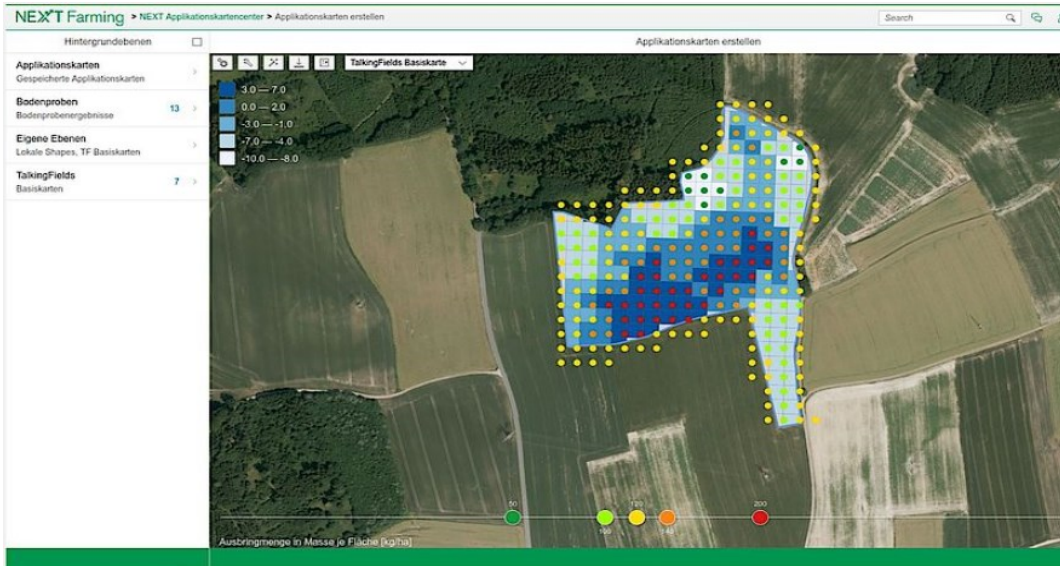 NEXT Farming > NEXT Applikationskartencenter > Applikationskarten erstellen
Search
Hintergrundebenen
Applikationskarten erstellen
Applikationskarten
Gespeicherte Applikationskarten
Bodenproben
Bodenprobenergebnisse
13
Eigene Ebenen
Lokale Shapes, TF Basiskarten
TalkingFields
Basiskarten
7
TalkingFields Basiskarte
3.0 — 7.0
0.0 — 2.0
-3.0 — -1.0
-7.0 — -4.0
-10.0 — -8.0
50
100
120
140
200
Ausbringmenge in Masse je Fläche [kg/ha]